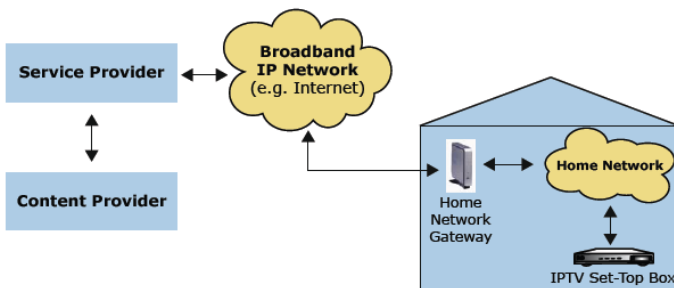 Service Provider
Broadband
IP Network
(e.g. Internet)
Content Provider
Home
Network
Gateway
Home Network
IPTV Set-Top Box